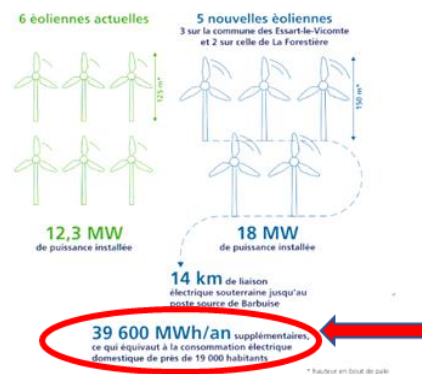 6 èoliennes actuelles
5 nouvelles èoliennes
3 sur la commune des Essart-le-Vicomte
et 2 sur celle de La Forestière
125 m*
150 m*
12,3 MW
de puissance installée
18 MW
de puissance installée
14 km de liaison
électrique souterraine jusqu'au
poste source de Barbuise
39 600 MWh/an supplémentaires,
ce qui équivaut à la consommation électrique
domestique de près de 19 000 habitants
* hauteur en bout de pale